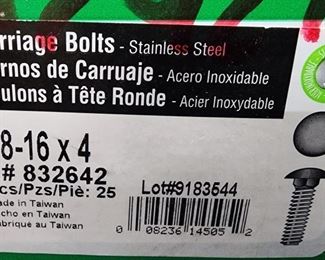 rriage Bolts - Stainless Steel
rnos de Carruaje - Acero Inoxidable
ulons à Tête Ronde - Acier Inoxydable
8-16 x 4
# 832642
cs/Pzs/Piè: 25
Lot#9183544
ade in Taiwan
cho en Taiwan
abriqué au Taiwan
0 08236 14505 2